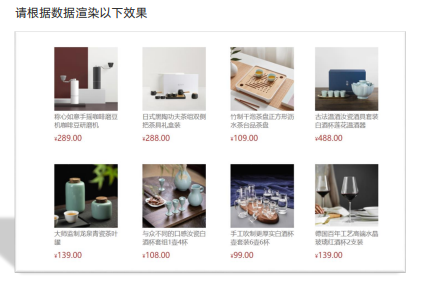 请根据数据渲染以下效果
称心如意手摇咖啡磨豆
机咖啡豆研磨机
¥289.00
日式黑陶功夫茶组双侧
把茶具礼盒装
¥288.00
竹制干泡茶盘正方形沥
水茶台品茶盘
¥109.00
古法温酒汝瓷酒具套装
白酒杯莲花温酒器
¥488.00
大师监制龙泉青瓷茶叶
罐
¥139.00
与众不同的口感汝瓷白
酒杯套组1壶4杯
¥108.00
手工吹制更厚实白酒杯
壶套装6壶6杯
¥99.00
德国百年工艺高端水晶
玻璃红酒杯2支装
¥139.00